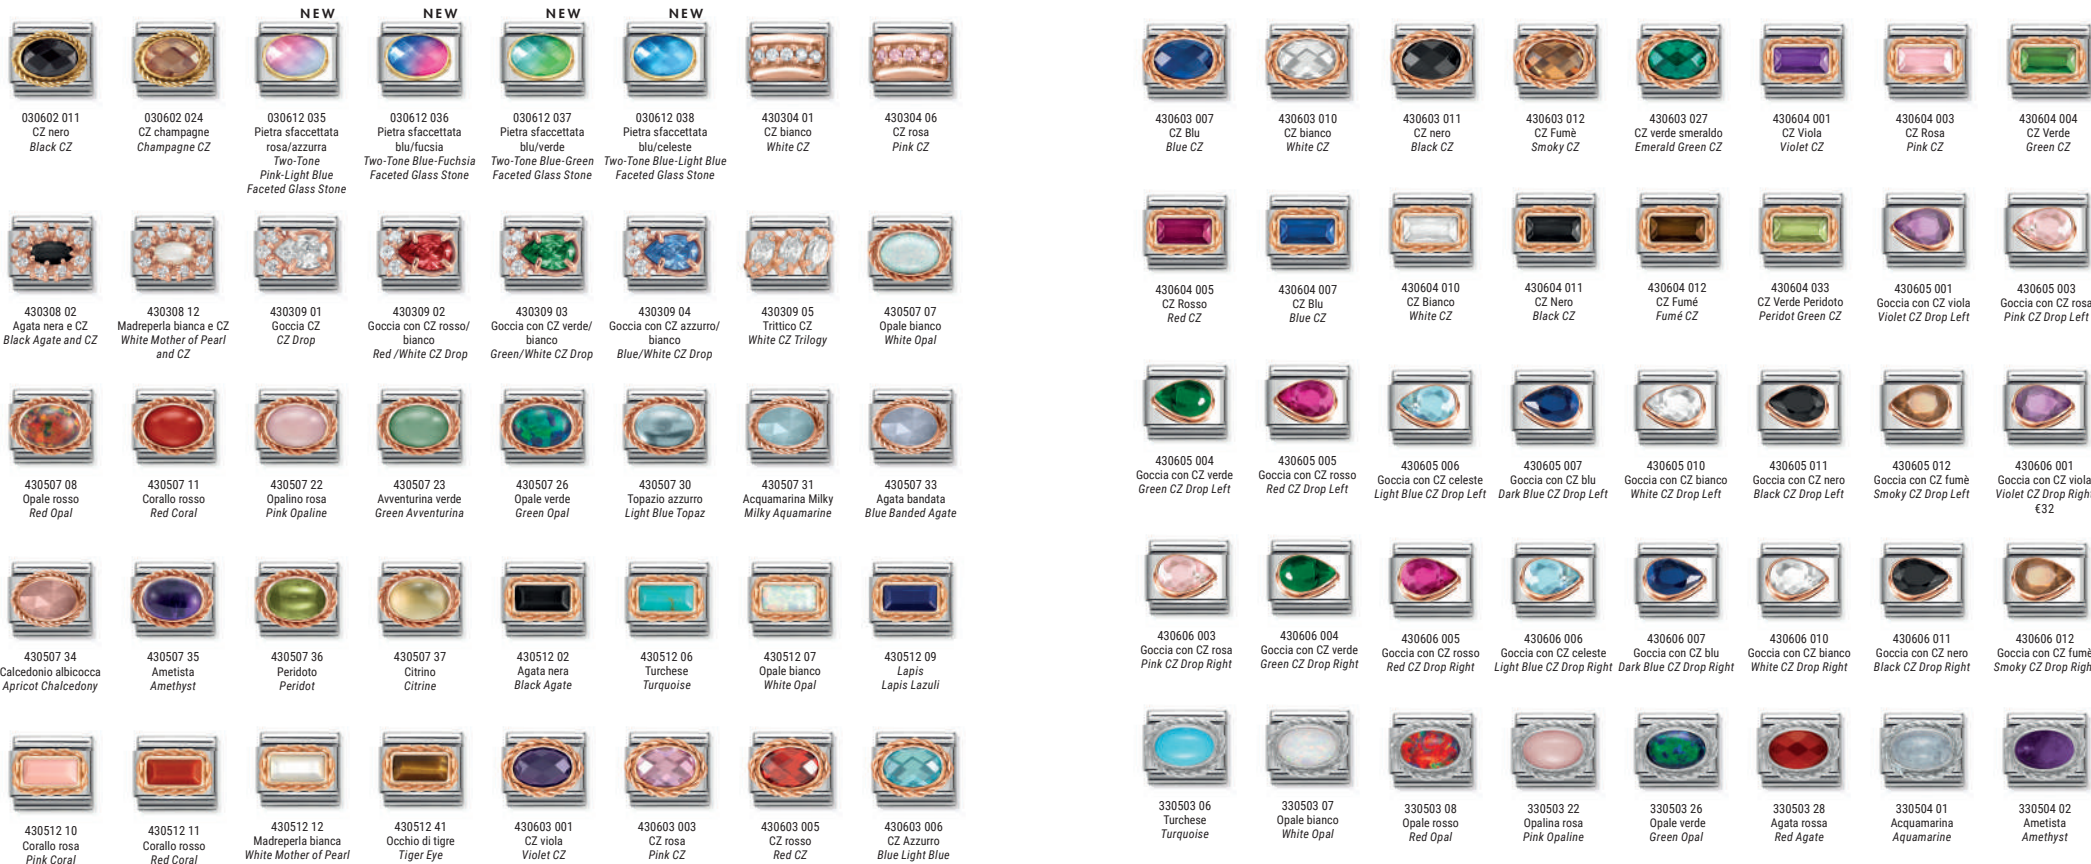 NEW
NEW
NEW
NEW
030602 011
CZ nero
Black CZ
030602 024
CZ champagne
Champagne CZ
030612 035
Pietra sfaccettata
rosa/azzurra
Two-Tone
Pink-Light Blue
Faceted Glass Stone
030612 036
Pietra sfaccettata
blu/fucsia
Two-Tone Blue-Fuchsia
Faceted Glass Stone
030612 037
Pietra sfaccettata
blu/verde
Two-Tone Blue-Green
Faceted Glass Stone
030612 038
Pietra sfaccettata
blu/celeste
Two-Tone Blue-Light Blue
Faceted Glass Stone
430304 01
CZ bianco
White CZ
430304 06
CZ rosa
Pink CZ
430308 02
Agata nera e CZ
Black Agate and CZ
430308 12
Madreperla bianca e CZ
White Mother of Pearl
and CZ
430309 01
Goccia CZ
CZ Drop
430309 02
Goccia con CZ rosso/
bianco
Red /White CZ Drop
430309 03
Goccia con CZ verde/
bianco
Green/White CZ Drop
430309 04
Goccia con CZ azzurro/
bianco
Blue/White CZ Drop
430309 05
Trittico CZ
White CZ Trilogy
430507 07
Opale bianco
White Opal
430507 08
Opale rosso
Red Opal
430507 11
Corallo rosso
Red Coral
430507 22
Opalino rosa
Pink Opaline
430507 23
Avventurina verde
Green Avventurina
430507 26
Opale verde
Green Opal
430507 30
Topazio azzurro
Light Blue Topaz
430507 31
Acquamarina Milky
Milky Aquamarine
430507 33
Agata bandata
Blue Banded Agate
430507 34
Calcedonio albicocca
Apricot Chalcedony
430507 35
Ametista
Amethyst
430507 36
Peridoto
Peridot
430507 37
Citrino
Citrine
430512 02
Agata nera
Black Agate
430512 06
Turchese
Turquoise
430512 07
Opale bianco
White Opal
430512 09
Lapis
Lapis Lazuli
430512 10
Corallo rosa
Pink Coral
430512 11
Corallo rosso
Red Coral
430512 12
Madreperla bianca
White Mother of Pearl
430512 41
Occhio di tigre
Tiger Eye
430603 001
CZ viola
Violet CZ
430603 003
CZ rosa
Pink CZ
430603 005
CZ rosso
Red CZ
430603 006
CZ Azzurro
Blue Light Blue
430603 007
CZ Blu
Blue CZ
430603 010
CZ bianco
White CZ
430603 011
CZ nero
Black CZ
430603 012
CZ Fumè
Smoky CZ
430603 027
CZ verde smeraldo
Emerald Green CZ
430604 001
CZ Viola
Violet CZ
430604 003
CZ Rosa
Pink CZ
430604 004
CZ Verde
Green CZ
430604 005
CZ Rosso
Red CZ
430604 007
CZ Blu
Blue CZ
430604 010
CZ Bianco
White CZ
430604 011
CZ Nero
Black CZ
430604 012
CZ Fumé
Fumé CZ
430604 033
CZ Verde Peridoto
Peridot Green CZ
430605 001
Goccia con CZ viola
Violet CZ Drop Left
430605 003
Goccia con CZ rosa
Pink CZ Drop Left
430605 004
Goccia con CZ verde
Green CZ Drop Left
430605 005
Goccia con CZ rosso
Red CZ Drop Left
430605 006
Goccia con CZ celeste
Light Blue CZ Drop Left
430605 007
Goccia con CZ blu
Dark Blue CZ Drop Left
430605 010
Goccia con CZ bianco
White CZ Drop Left
430605 011
Goccia con CZ nero
Black CZ Drop Left
430605 012
Goccia con CZ fumè
Smoky CZ Drop Left
430606 001
Goccia con CZ viola
Violet CZ Drop Right
€32
430606 003
Goccia con CZ rosa
Pink CZ Drop Right
430606 004
Goccia con CZ verde
Green CZ Drop Right
430606 005
Goccia con CZ rosso
Red CZ Drop Right
430606 006
Goccia con CZ celeste
Light Blue CZ Drop Right
430606 007
Goccia con CZ blu
Dark Blue CZ Drop Right
430606 010
Goccia con CZ bianco
White CZ Drop Right
430606 011
Goccia con CZ nero
Black CZ Drop Right
430606 012
Goccia con CZ fumè
Smoky CZ Drop Righ
330503 06
Turchese
Turquoise
330503 07
Opale bianco
White Opal
330503 08
Opale rosso
Red Opal
330503 22
Opalina rosa
Pink Opaline
330503 26
Opale verde
Green Opal
330503 28
Agata rossa
Red Agate
330504 01
Acquamarina
Aquamarine
330504 02
Ametista
Amethyst